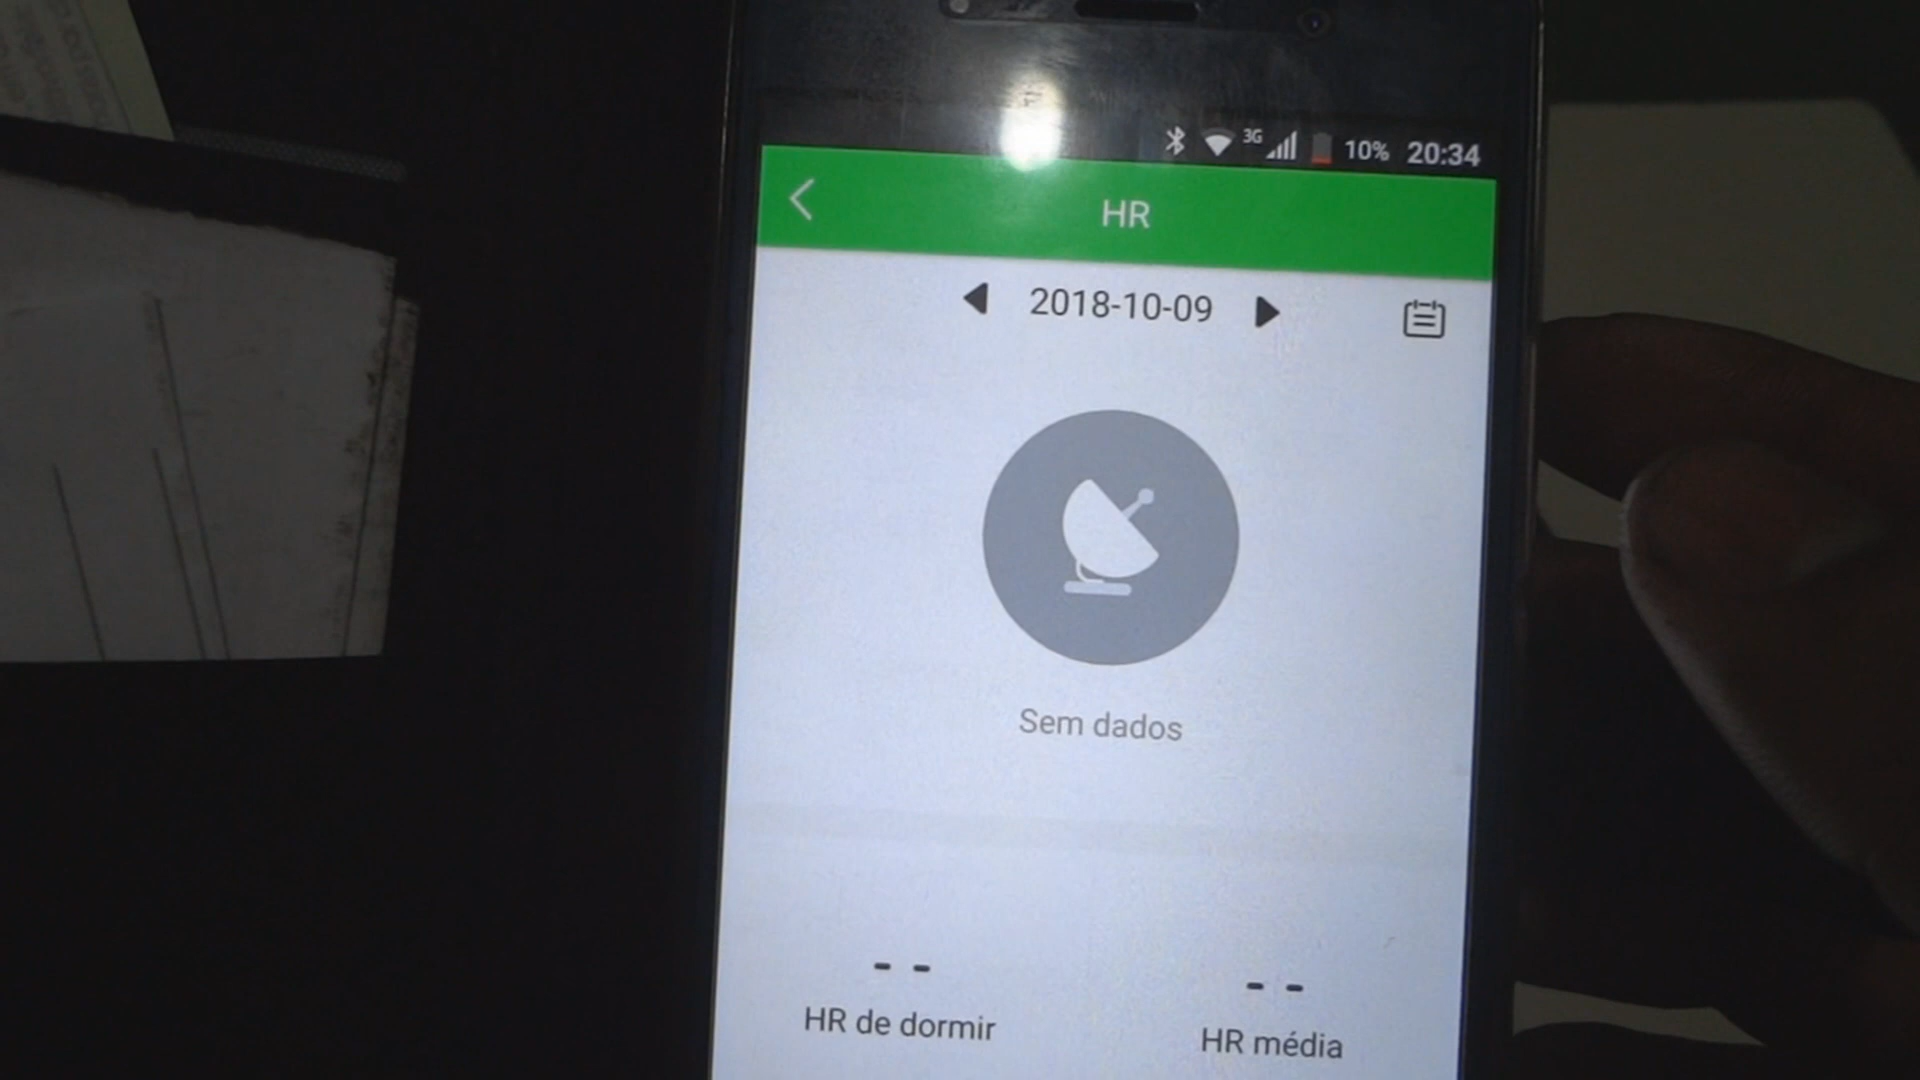 3G 10% 20:34
HR
2018-10-09
Sem dados
-- --
HR de dormir HR média